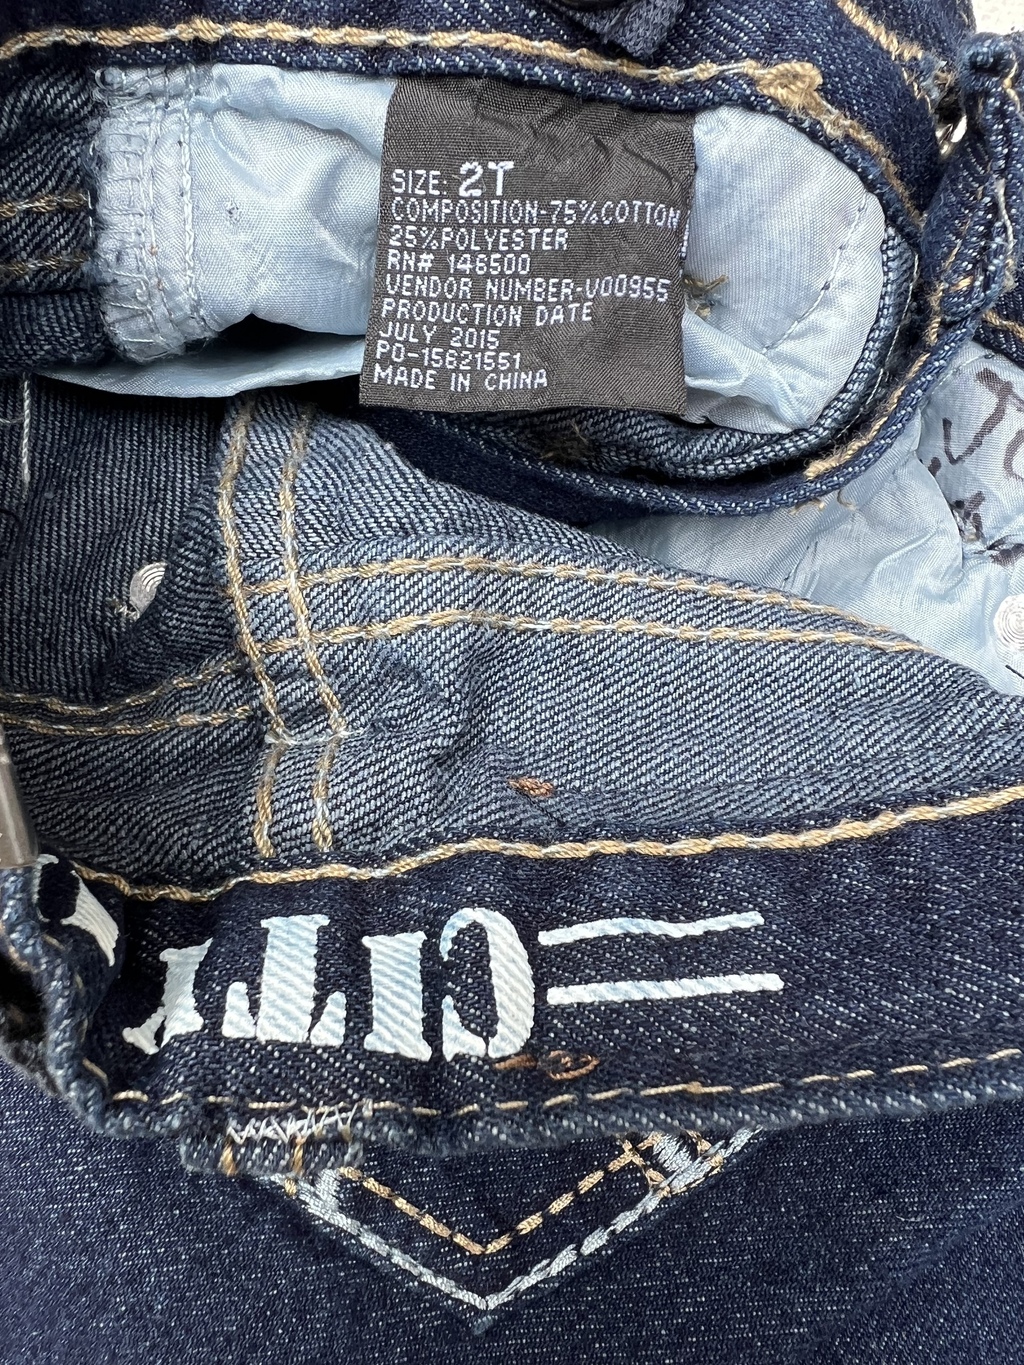 SIZE: 2T
COMPOSITION-75%COTTON
25%POLYESTER
RN# 146500
VENDOR NUMBER-V00955
PRODUCTION DATE
JULY 2015
PO-15621551
MADE IN CHINA
CITY